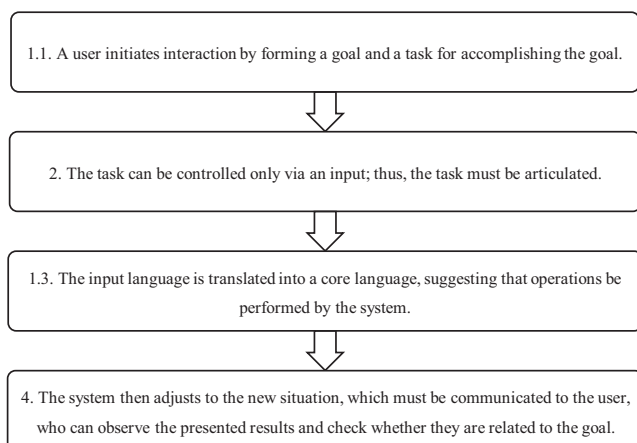 1.1. A user initiates interaction by forming a goal and a task for accomplishing the goal.
2. The task can be controlled only via an input; thus, the task must be articulated.
1.3. The input language is translated into a core language, suggesting that operations be
performed by the system.
4. The system then adjusts to the new situation, which must be communicated to the user,
who can observe the presented results and check whether they are related to the goal.